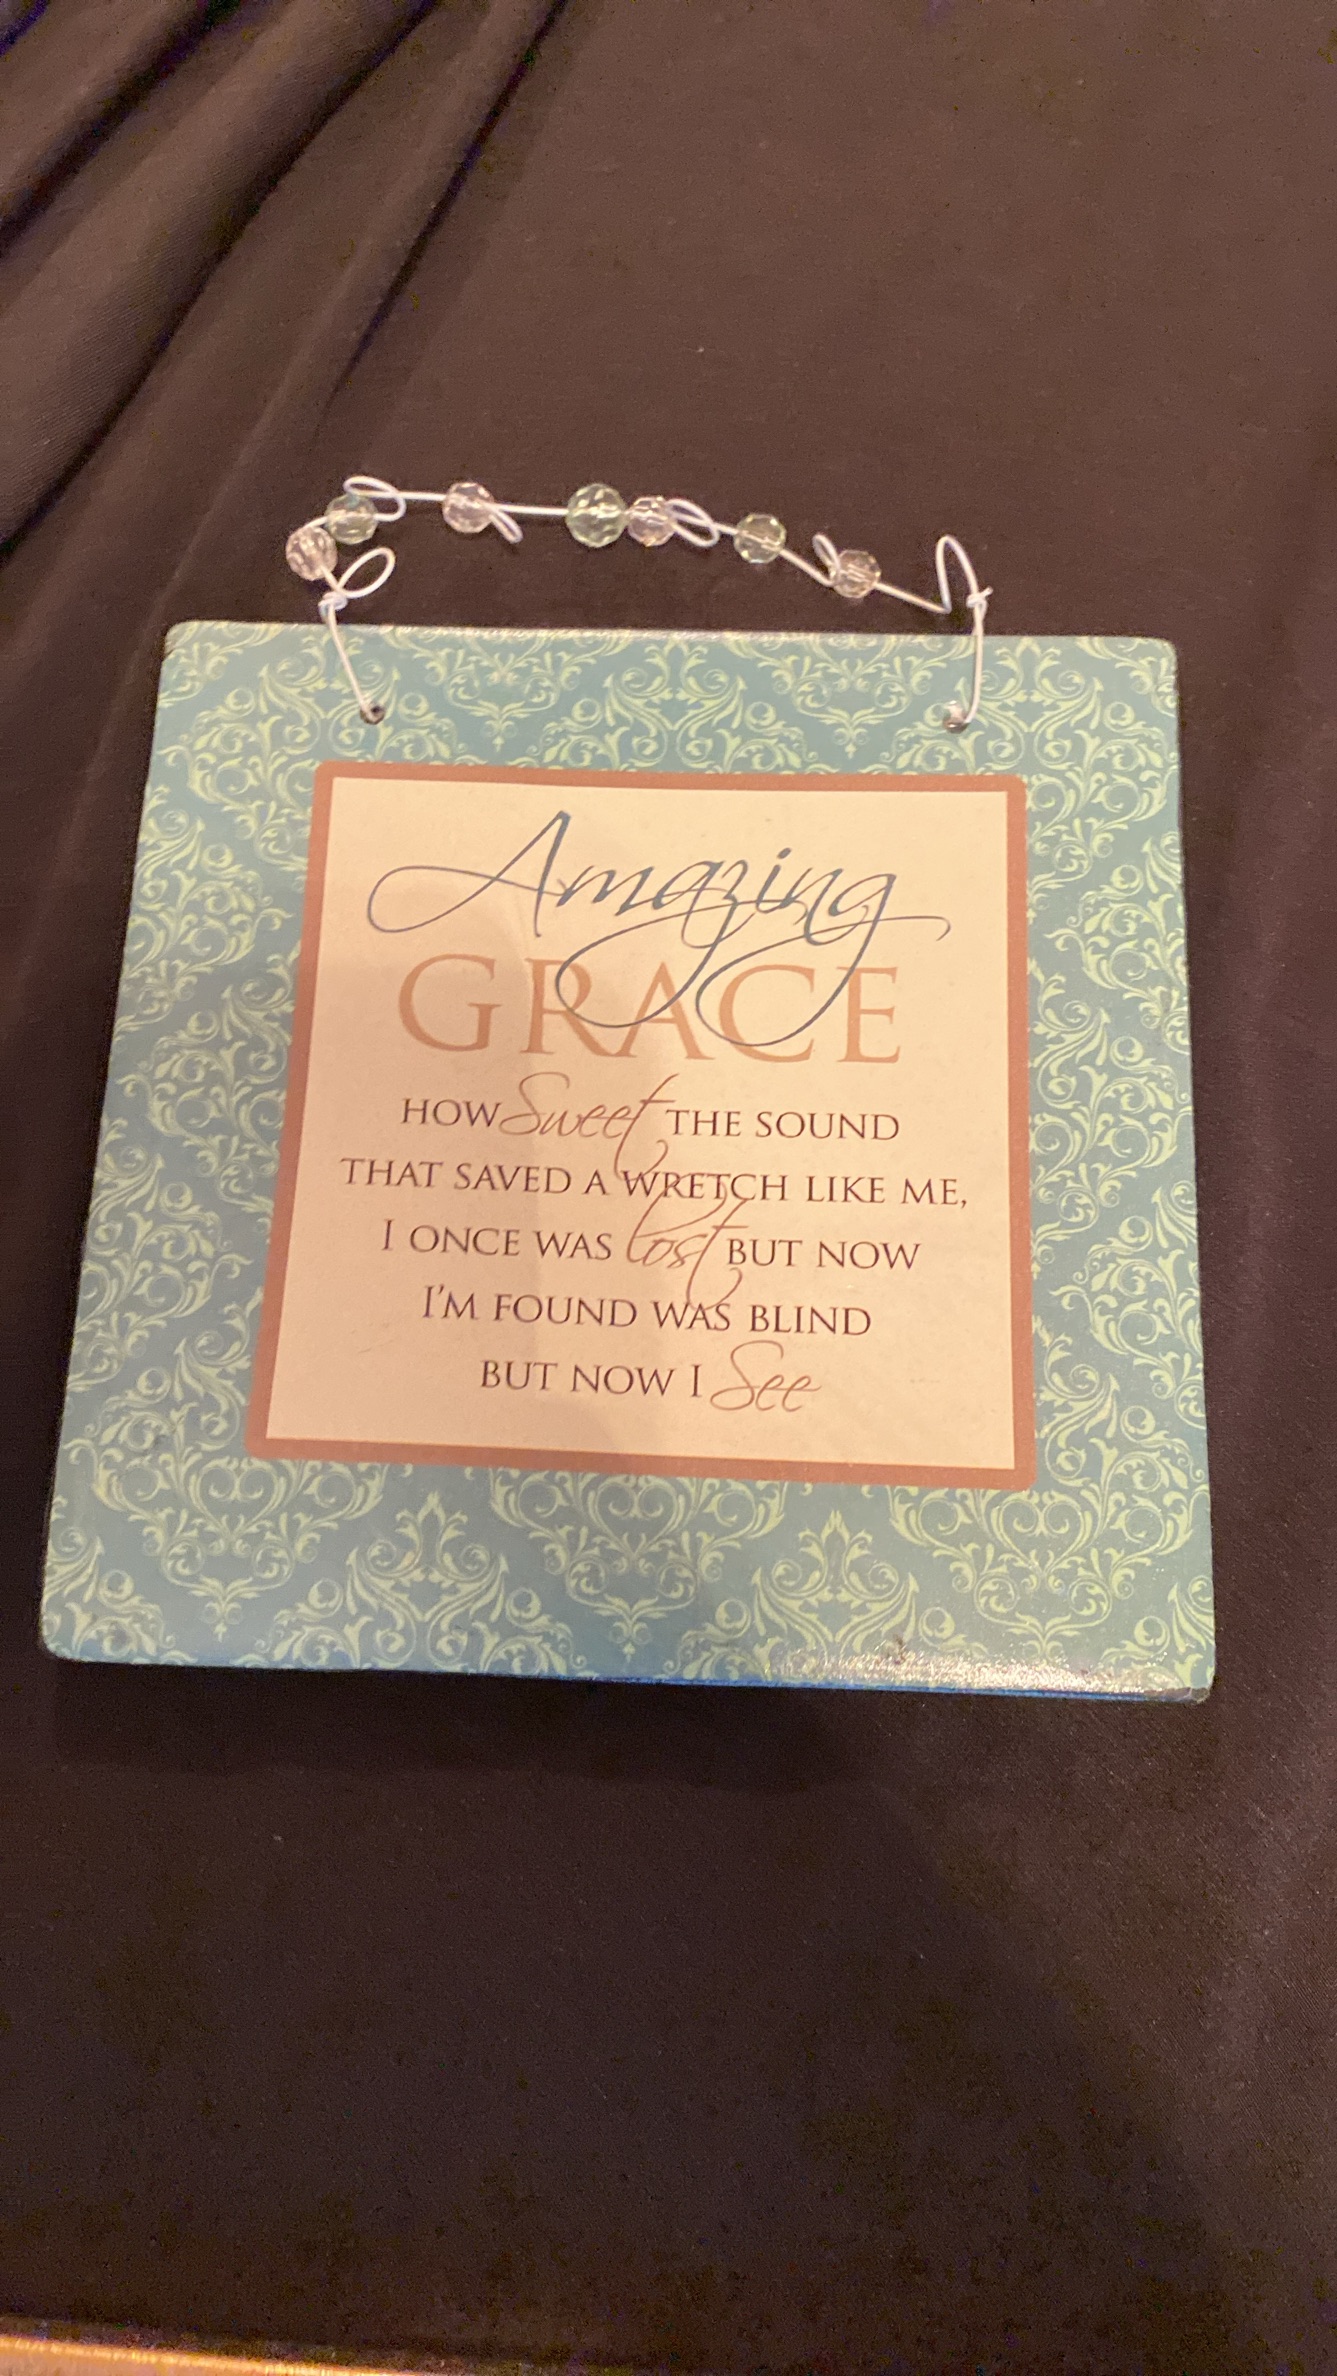 Amazing
GRACE
HOW Sweet THE SOUND
THAT SAVED A WRETCH LIKE ME,
I ONCE WAS lost BUT NOW
I'M FOUND WAS BLIND
BUT NOW I See